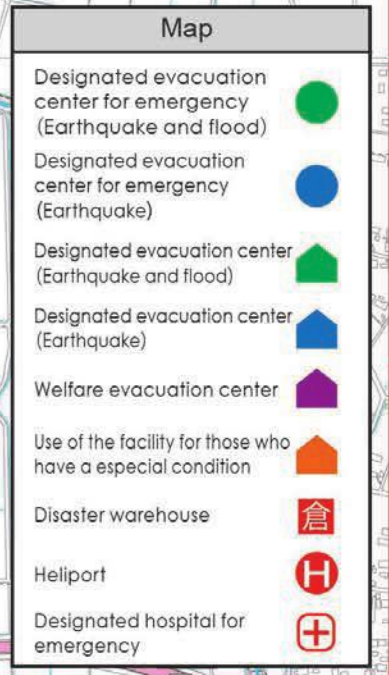 Map
Designated evacuation
center for emergency
(Earthquake and flood)
Designated evacuation
center for emergency
(Earthquake)
Designated evacuation center
(Earthquake and flood)
Designated evacuation center
(Earthquake)
Welfare evacuation center
Use of the facility for those who
have a especial condition
Disaster warehouse 倉
Heliport H
Designated hospital for
emergency